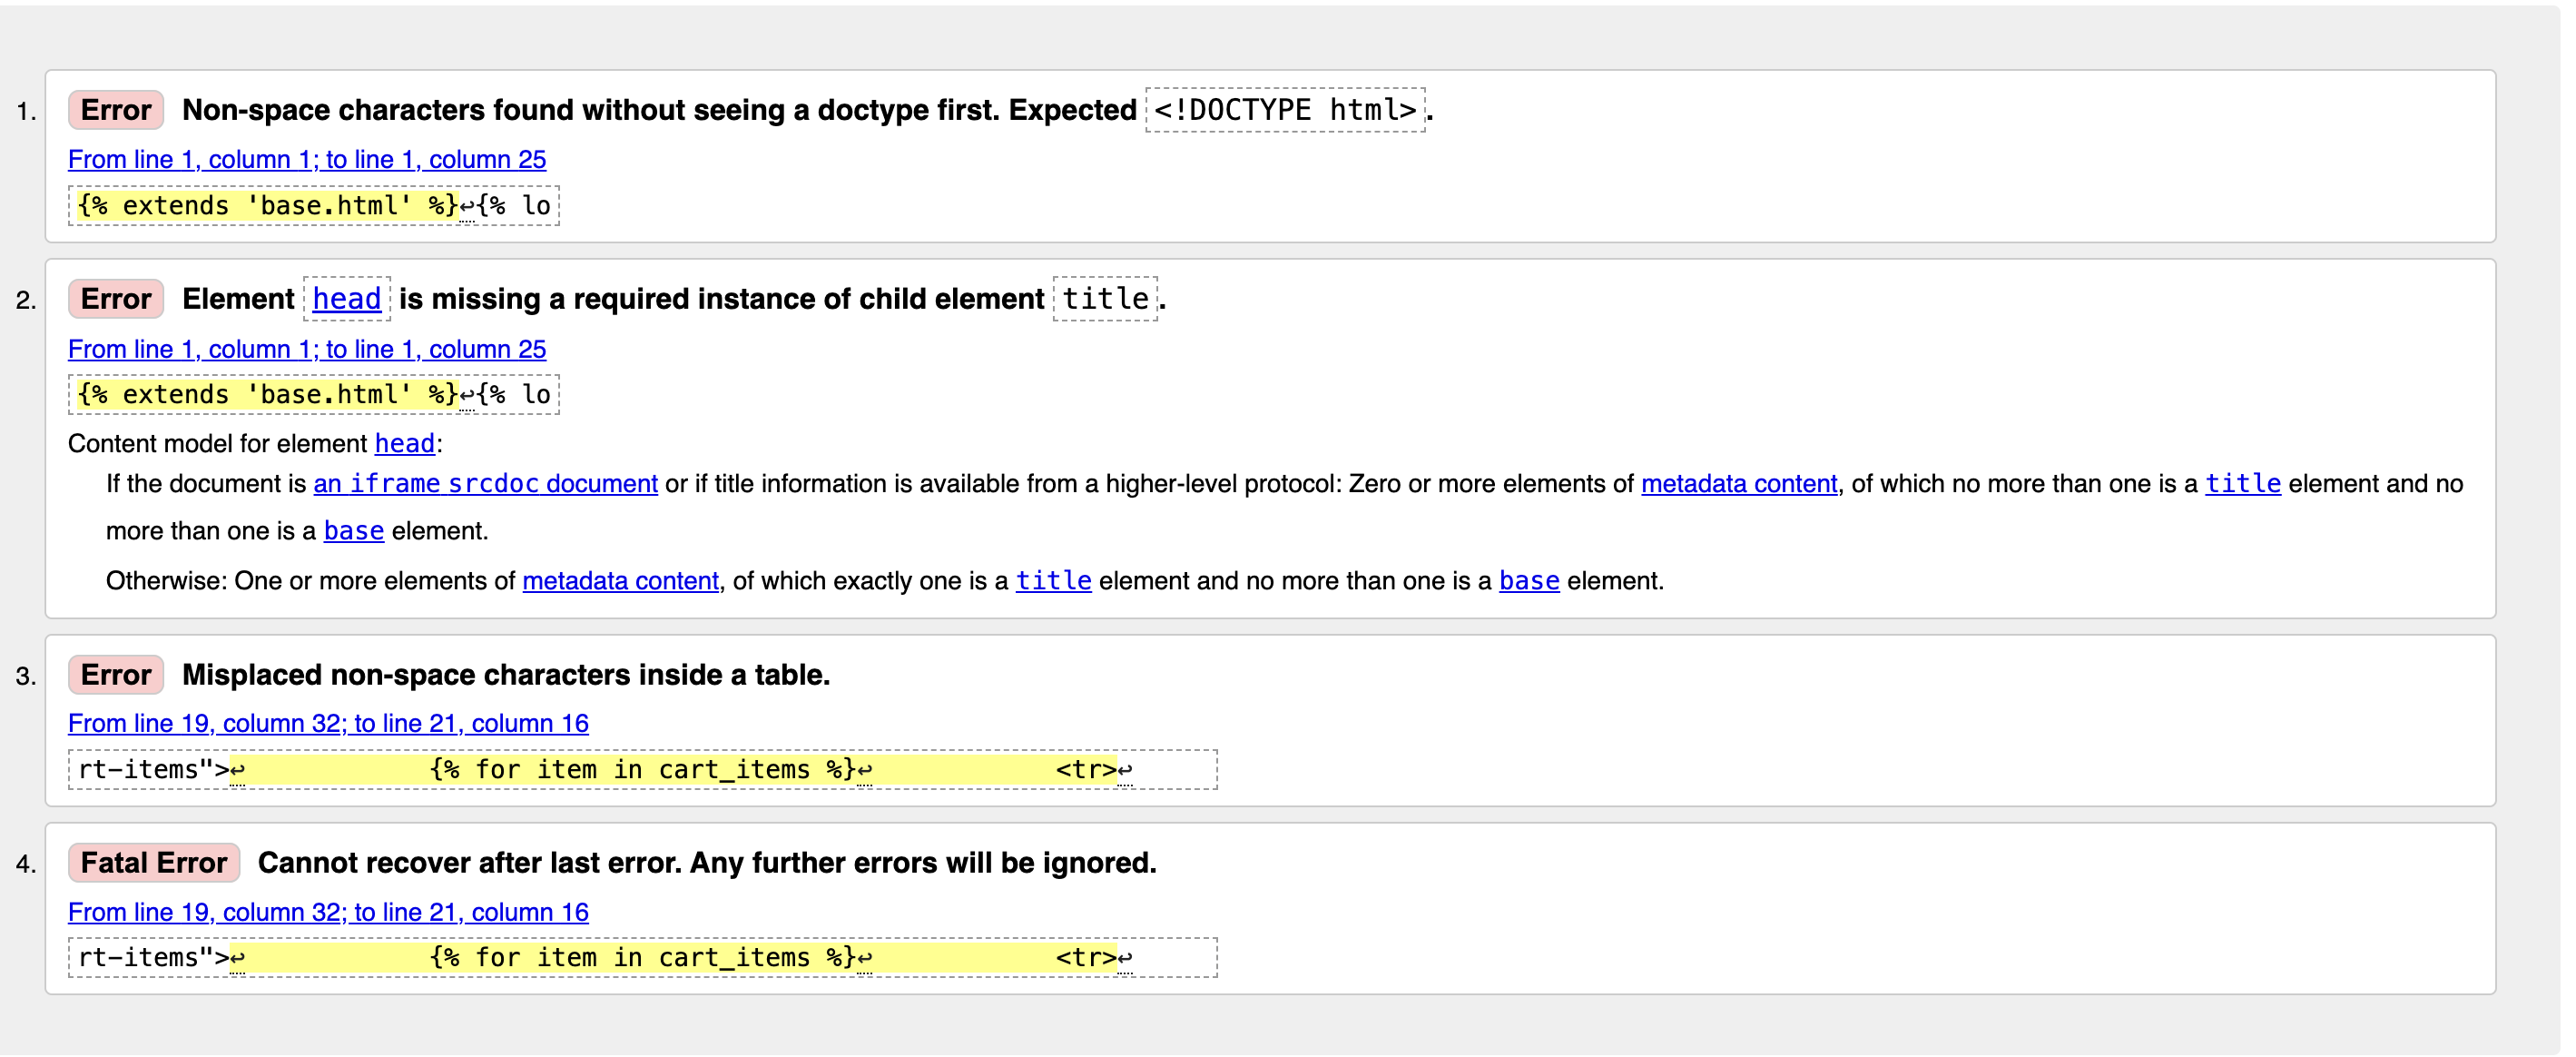 1. Error Non-space characters found without seeing a doctype first. Expected <!DOCTYPE html>.
From line 1, column 1; to line 1, column 25
{% extends 'base.html' %}↩{% lo
2. Error Element head is missing a required instance of child element title.
From line 1, column 1; to line 1, column 25
{% extends 'base.html' %}↩{% lo
Content model for element head:
If the document is an iframe srcdoc document or if title information is available from a higher-level protocol: Zero or more elements of metadata content, of which no more than one is a title element and no
more than one is a base element.
Otherwise: One or more elements of metadata content, of which exactly one is a title element and no more than one is a base element.
3. Error Misplaced non-space characters inside a table.
From line 19, column 32; to line 21, column 16
rt-items">↩            {% for item in cart_items %}↩            <tr>↩
4. Fatal Error Cannot recover after last error. Any further errors will be ignored.
From line 19, column 32; to line 21, column 16
rt-items">↩            {% for item in cart_items %}↩            <tr>↩